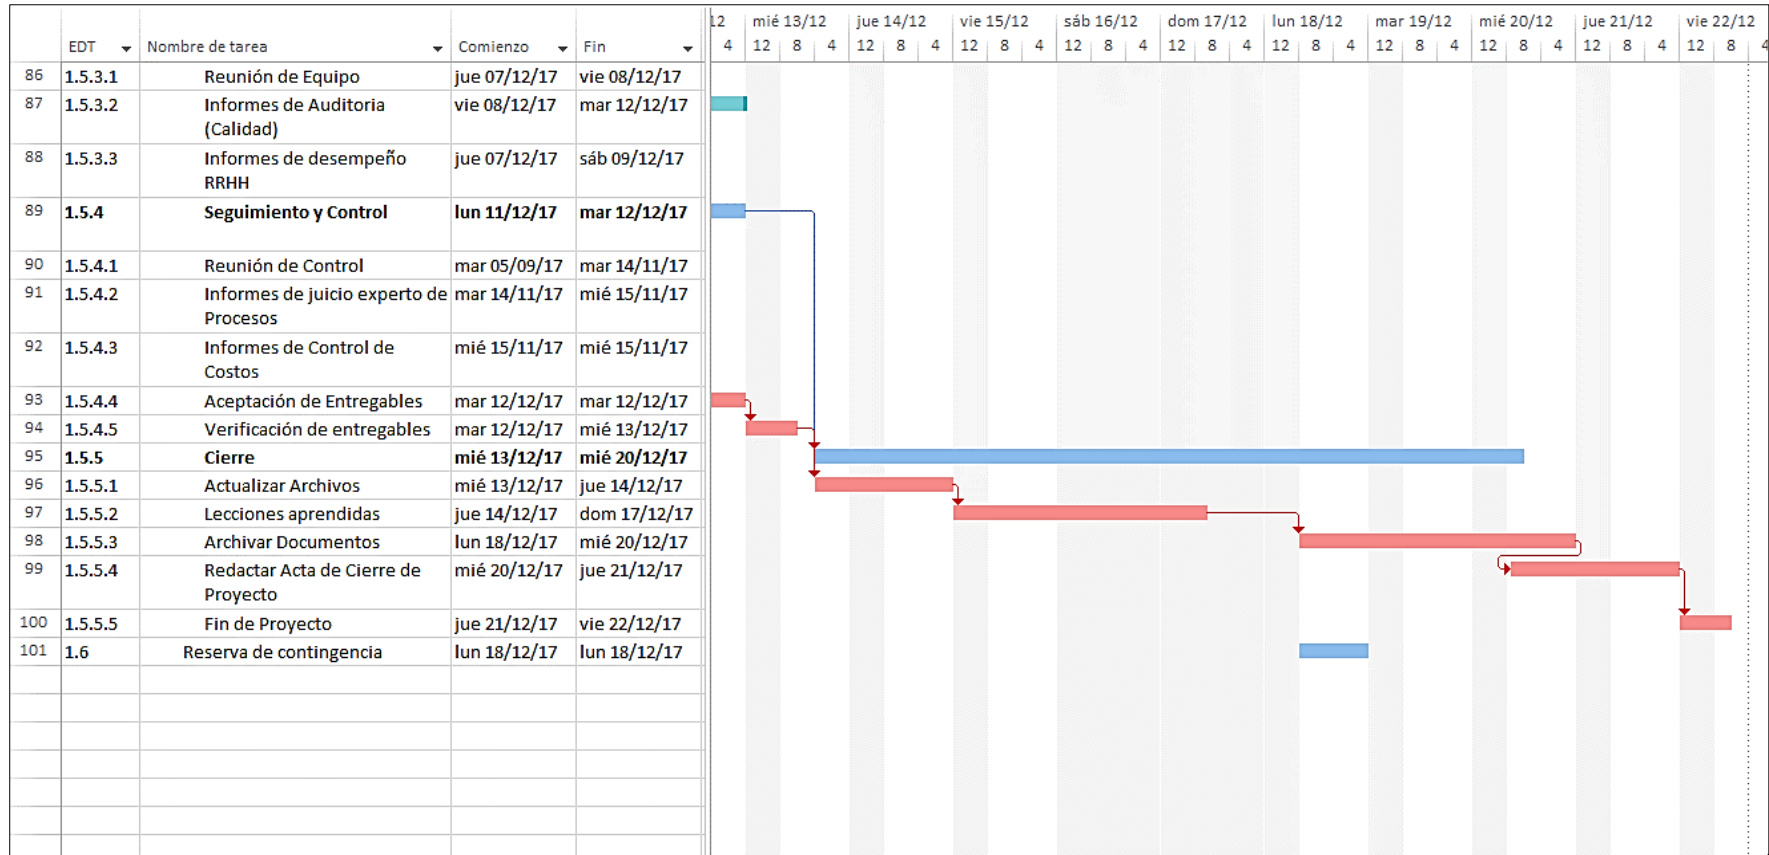 12 mié 13/12 jue 14/12 vie 15/12 sáb 16/12 dom 17/12 lun 18/12 mar 19/12 mié 20/12 jue 21/12 vie 22/12
EDT Nombre de tarea Comienzo Fin 4 12 8 4 12 8 4 12 8 4 12 8 4 12 8 4 12 8 4 12 8 4 12 8 4 12 8 4 12 8 4
86 1.5.3.1 Reunión de Equipo jue 07/12/17 vie 08/12/17
87 1.5.3.2 Informes de Auditoria vie 08/12/17 mar 12/12/17
(Calidad)
88 1.5.3.3 Informes de desempeño jue 07/12/17 sáb 09/12/17
RRHH
89 1.5.4 Seguimiento y Control lun 11/12/17 mar 12/12/17
90 1.5.4.1 Reunión de Control mar 05/09/17 mar 14/11/17
91 1.5.4.2 Informes de juicio experto de mar 14/11/17 mié 15/11/17
Procesos
92 1.5.4.3 Informes de Control de mié 15/11/17 mié 15/11/17
Costos
93 1.5.4.4 Aceptación de Entregables mar 12/12/17 mar 12/12/17
94 1.5.4.5 Verificación de entregables mar 12/12/17 mié 13/12/17
95 1.5.5 Cierre mié 13/12/17 mié 20/12/17
96 1.5.5.1 Actualizar Archivos mié 13/12/17 jue 14/12/17
97 1.5.5.2 Lecciones aprendidas jue 14/12/17 dom 17/12/17
98 1.5.5.3 Archivar Documentos lun 18/12/17 mié 20/12/17
99 1.5.5.4 Redactar Acta de Cierre de mié 20/12/17 jue 21/12/17
Proyecto
100 1.5.5.5 Fin de Proyecto jue 21/12/17 vie 22/12/17
101 1.6 Reserva de contingencia lun 18/12/17 lun 18/12/17